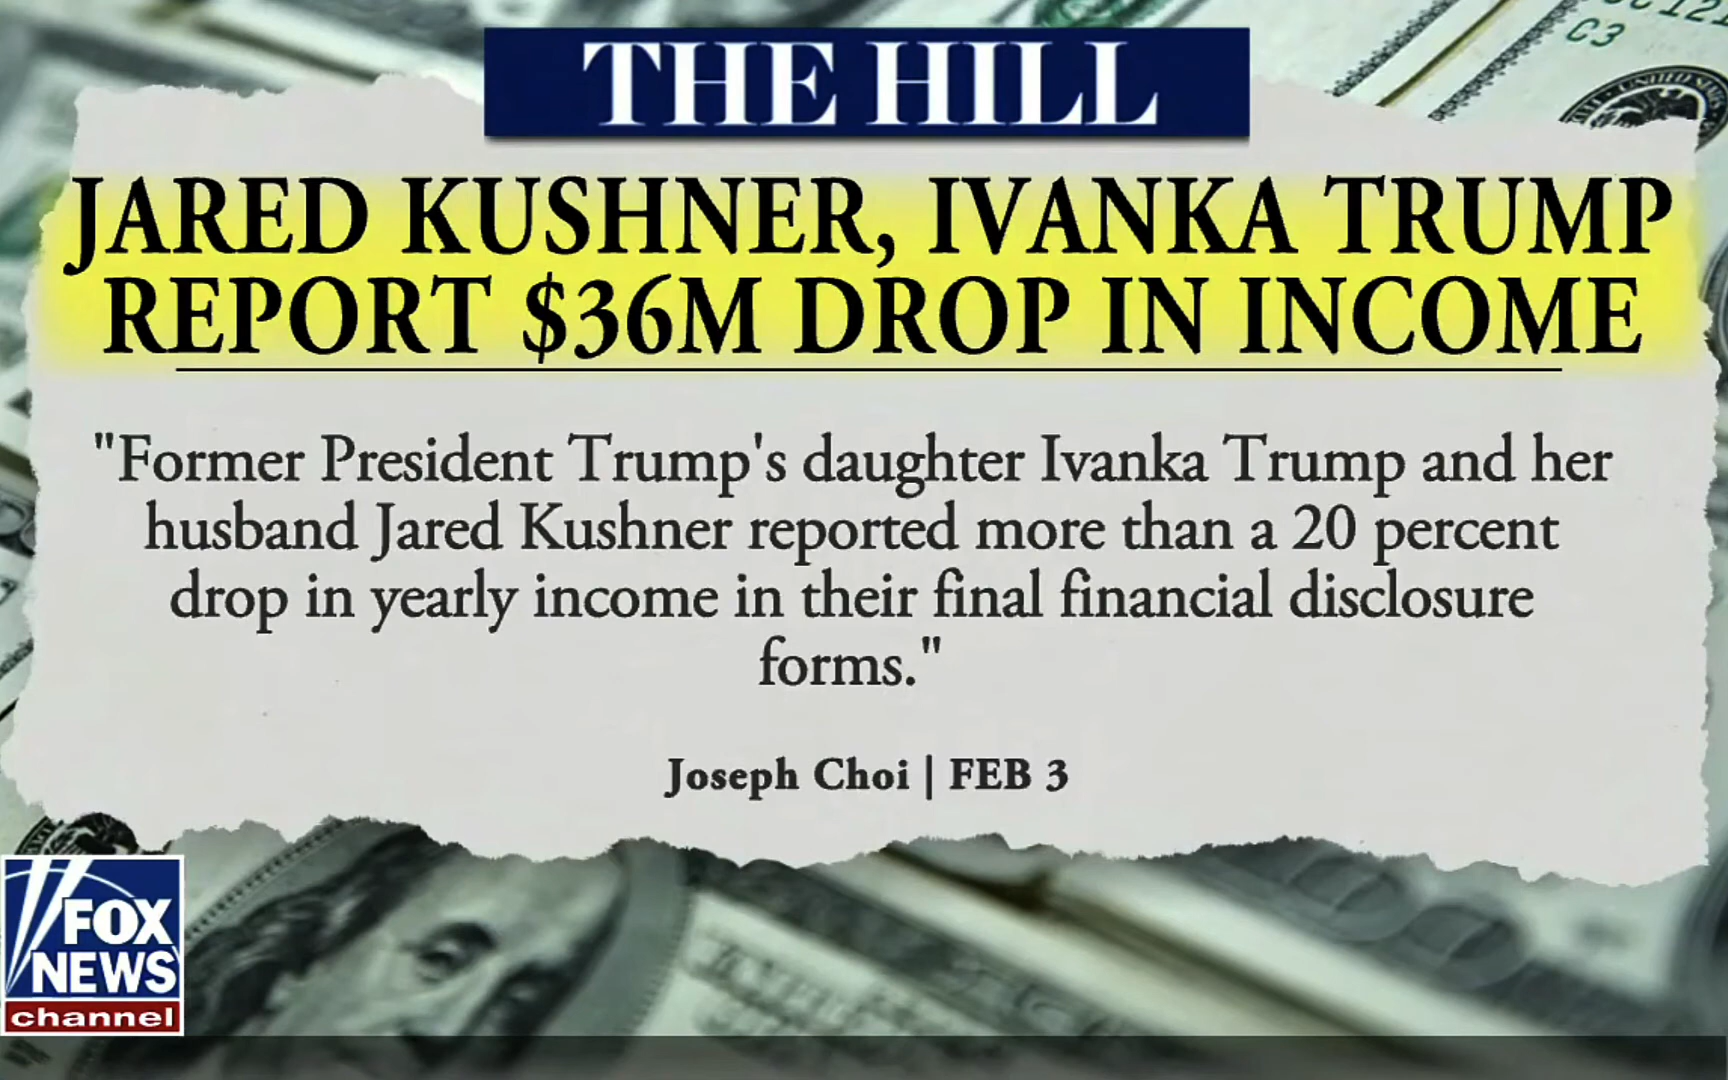 THE HILL
JARED KUSHNER, IVANKA TRUMP
REPORT $36M DROP IN INCOME
"Former President Trump's daughter Ivanka Trump and her
husband Jared Kushner reported more than a 20 percent
drop in yearly income in their final financial disclosure
forms."
Joseph Choi | FEB 3
FOX
NEWS
channel
C3